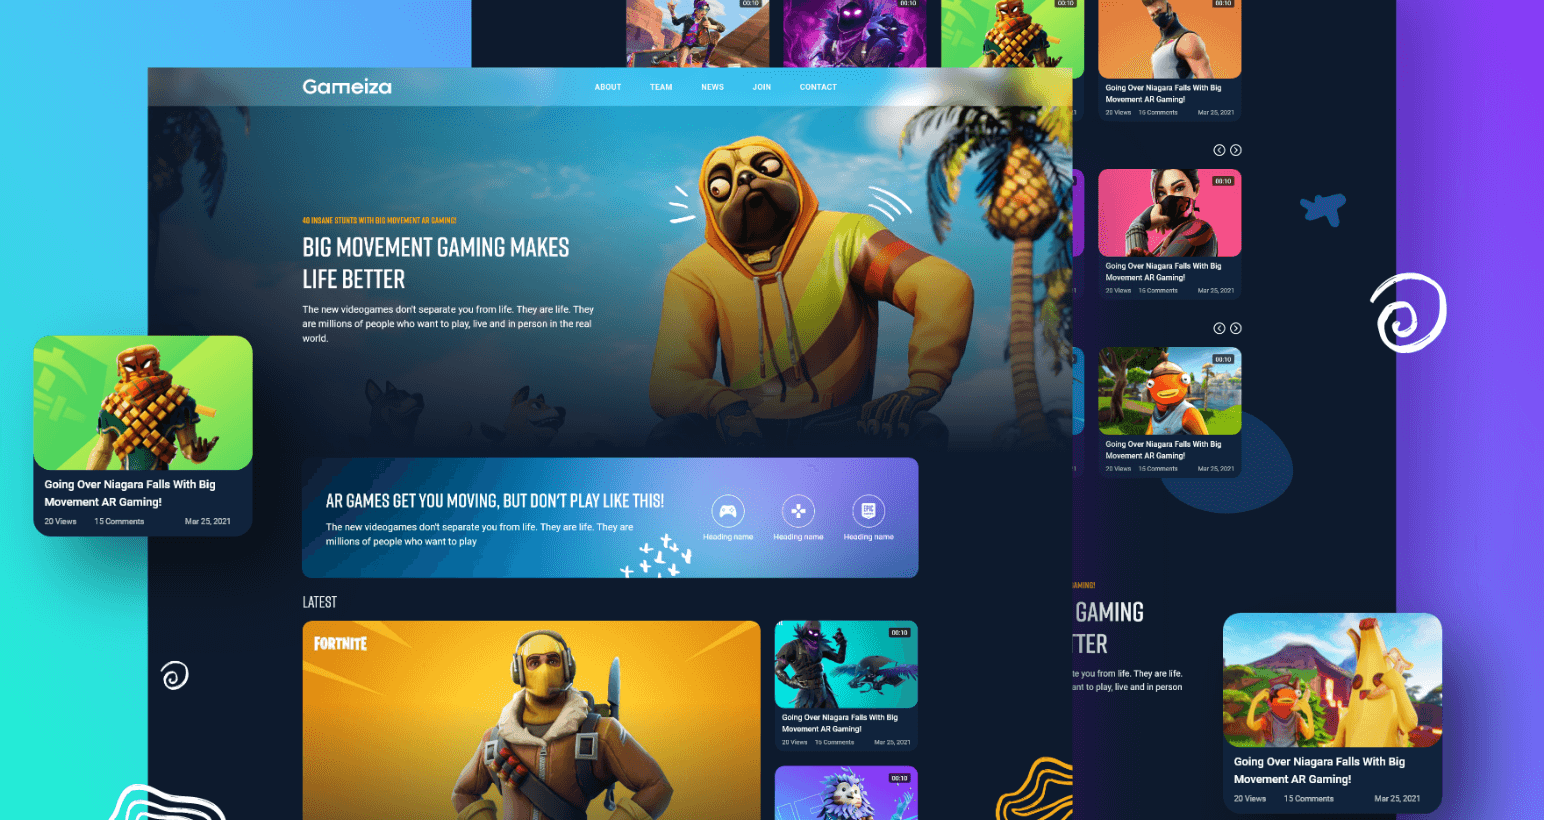 00:10
00:10
00:10
00:10
Going Over Niagara Falls With Big
Movement AR Gaming!
20 Views 16 Comments Mar 25, 2021
Gameiza
ABOUT TEAM NEWS JOIN CONTACT
40 INSANE STUNTS WITH BIG MOVEMENT AR GAMING!
BIG MOVEMENT GAMING MAKES
LIFE BETTER
The new videogames don't separate you from life. They are life. They
are millions of people who want to play, live and in person in the real
world.
00:10
Going Over Niagara Falls With Big
Movement AR Gaming!
20 Views 16 Comments Mar 25, 2021
00:10
Going Over Niagara Falls With Big
Movement AR Gaming!
20 Views 16 Comments Mar 25, 2021
Going Over Niagara Falls With Big
Movement AR Gaming!
20 Views 15 Comments Mar 25, 2021
AR GAMES GET YOU MOVING, BUT DON'T PLAY LIKE THIS!
The new videogames don't separate you from life. They are life. They are
millions of people who want to play
Heading name Heading name Heading name
EPIC
LATEST
FORTNITE
00:10
Going Over Niagara Falls With Big
Movement AR Gaming!
20 Views 16 Comments Mar 25, 2021
00:10
GAMING!
GAMING
TTER
te you from life. They are life.
ant to play, live and in person
Going Over Niagara Falls With Big
Movement AR Gaming!
20 Views 15 Comments Mar 25, 2021